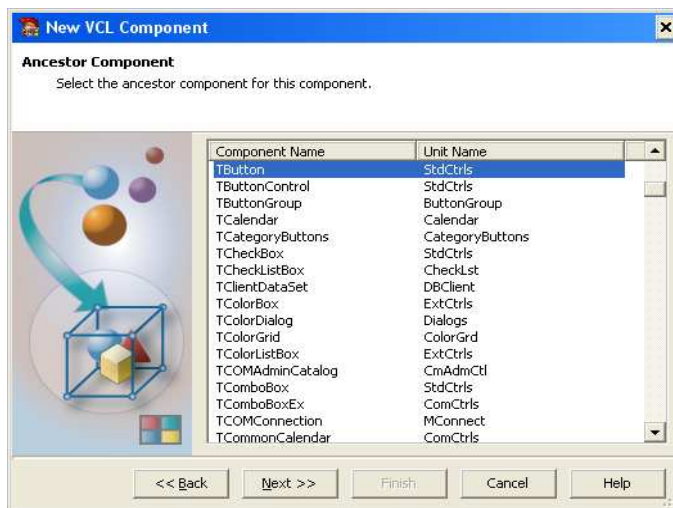 New VCL Component
Ancestor Component
Select the ancestor component for this component.
Component Name Unit Name
TButton StdCtrls
TButtonControl StdCtrls
TButtonGroup ButtonGroup
TCalendar Calendar
TCategoryButtons CategoryButtons
TCheckBox StdCtrls
TCheckListBox CheckLst
TClientDataSet DBClient
TColorBox ExtCtrls
TColorDialog Dialogs
TColorGrid ColorGrd
TColorListBox ExtCtrls
TCOMAdminCatalog CmAdmCtl
TComboBox StdCtrls
TComboBoxEx ComCtrls
TCOMConnection MConnect
TCommonCalendar ComCtrls
<< Back Next >> Finish Cancel Help